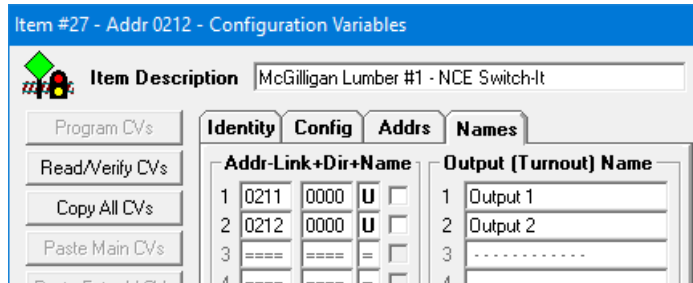 Item #27 - Addr 0212 - Configuration Variables
Item Description McGilligan Lumber #1 - NCE Switch-It
Program CVs
Read/Verify CVs
Copy All CVs
Paste Main CVs
Identity Config Addrs Names
Addr-Link+Dir+Name Output (Turnout) Name
1 0211 0000 U 1 Output 1
2 0212 0000 U 2 Output 2
3 ==== ==== = 3 - - - - - - - - - - - -